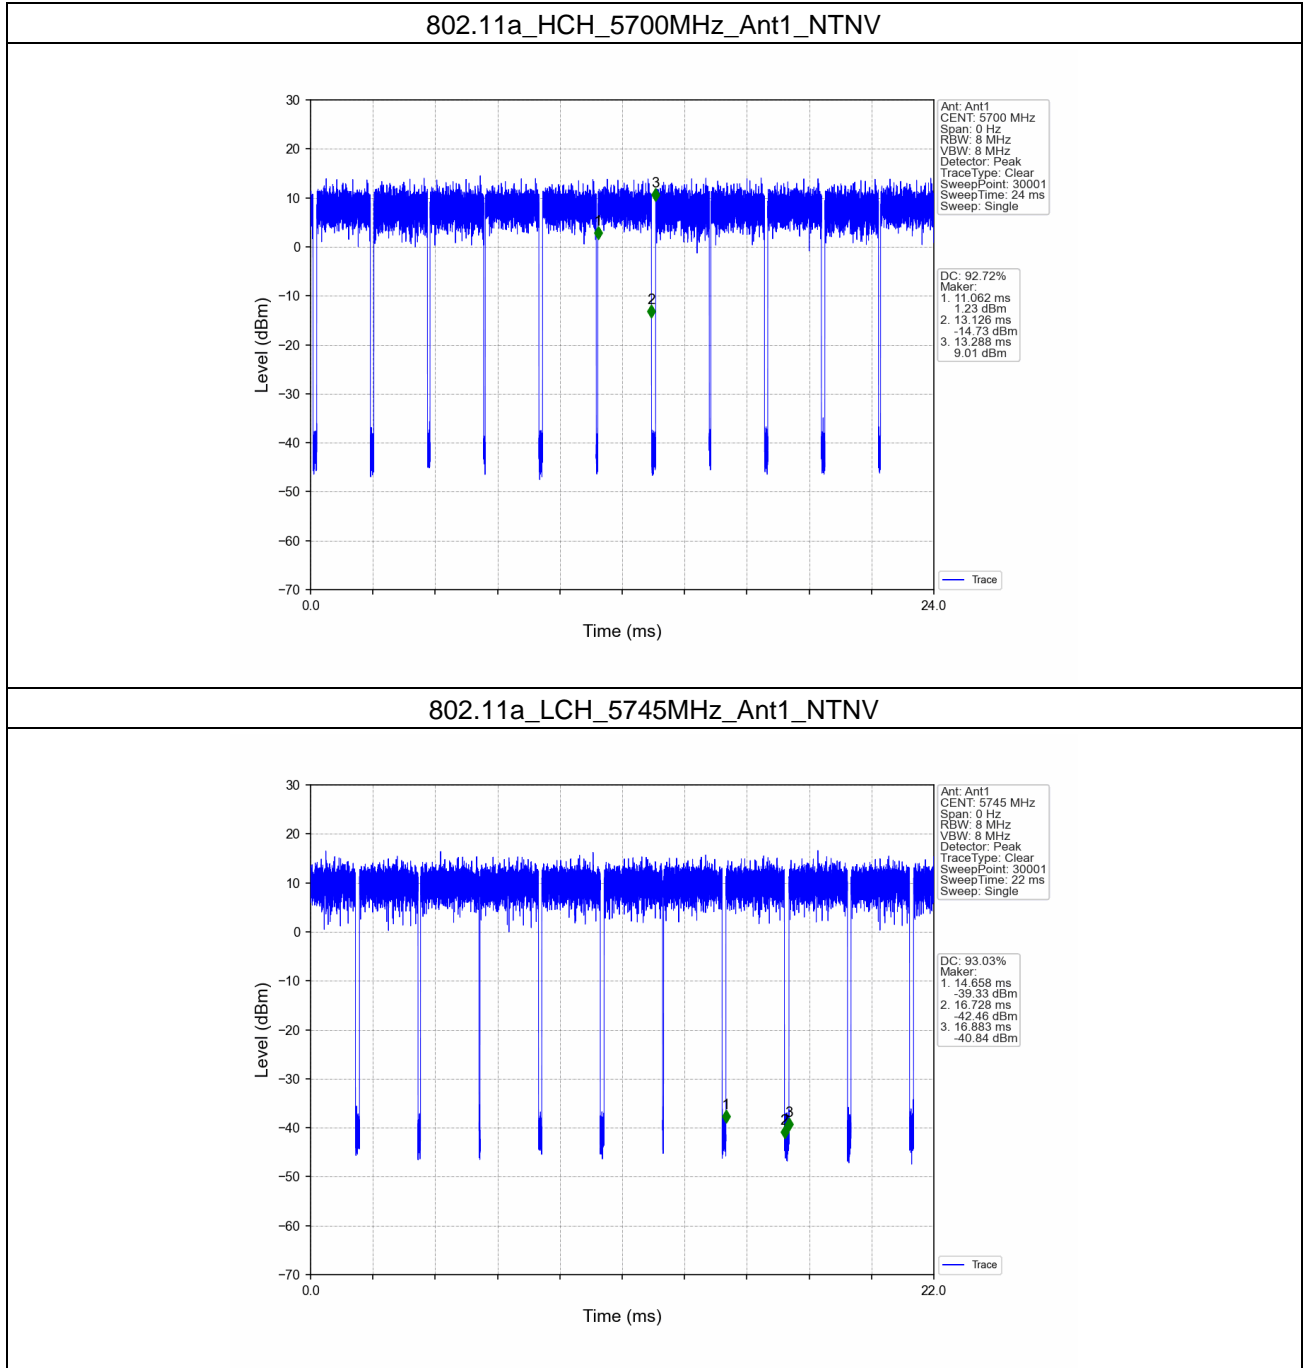 802.11a_HCH_5700MHz_Ant1_NTNV
30
20
10
0
−10
−20
−30
−40
−50
−60
−70
Level (dBm)
0.0
24.0
Time (ms)
1
2
3
Ant: Ant1
CENT: 5700 MHz
Span: 0 Hz
RBW: 8 MHz
VBW: 8 MHz
Detector: Peak
TraceType: Clear
SweepPoint: 30001
SweepTime: 24 ms
Sweep: Single
DC: 92.72%
Maker:
1. 11.062 ms
1.23 dBm
2. 13.126 ms
-14.73 dBm
3. 13.288 ms
9.01 dBm
Trace
802.11a_LCH_5745MHz_Ant1_NTNV
30
20
10
0
−10
−20
−30
−40
−50
−60
−70
Level (dBm)
0.0
22.0
Time (ms)
1
2
3
Ant: Ant1
CENT: 5745 MHz
Span: 0 Hz
RBW: 8 MHz
VBW: 8 MHz
Detector: Peak
TraceType: Clear
SweepPoint: 30001
SweepTime: 22 ms
Sweep: Single
DC: 93.03%
Maker:
1. 14.658 ms
-39.33 dBm
2. 16.728 ms
-42.46 dBm
3. 16.883 ms
-40.84 dBm
Trace